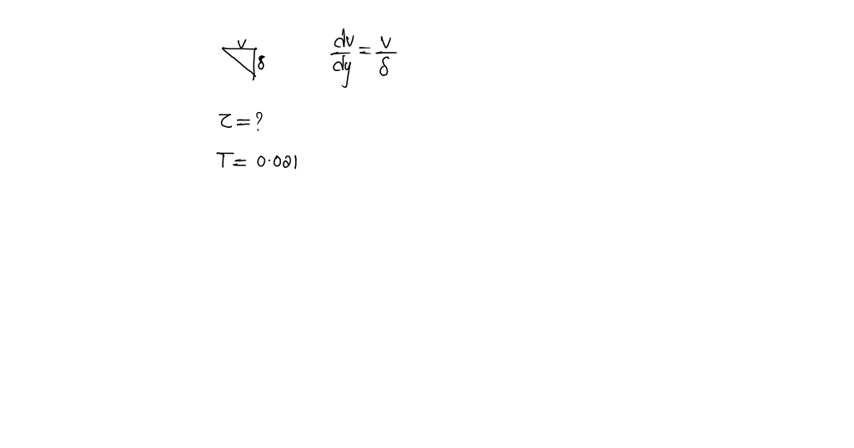 v
δ
dv/dy = v/δ
τ = ?
T = 0.021